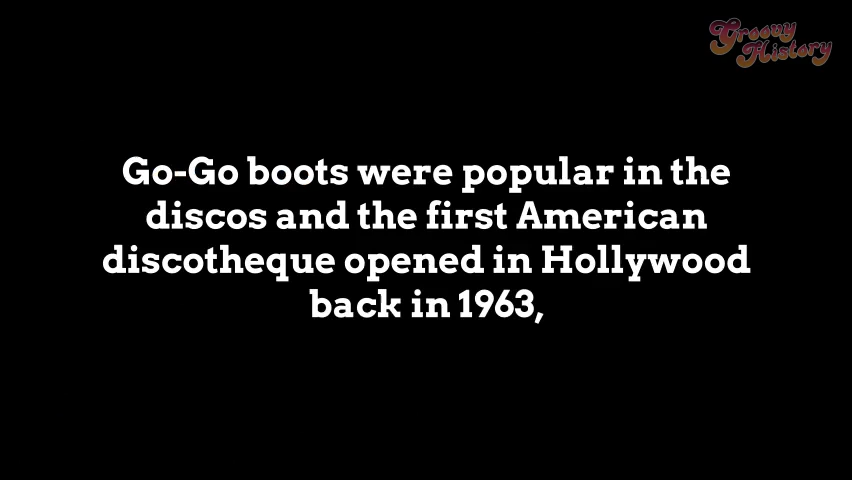 Groovy
History
Go-Go boots were popular in the
discos and the first American
discotheque opened in Hollywood
back in 1963,